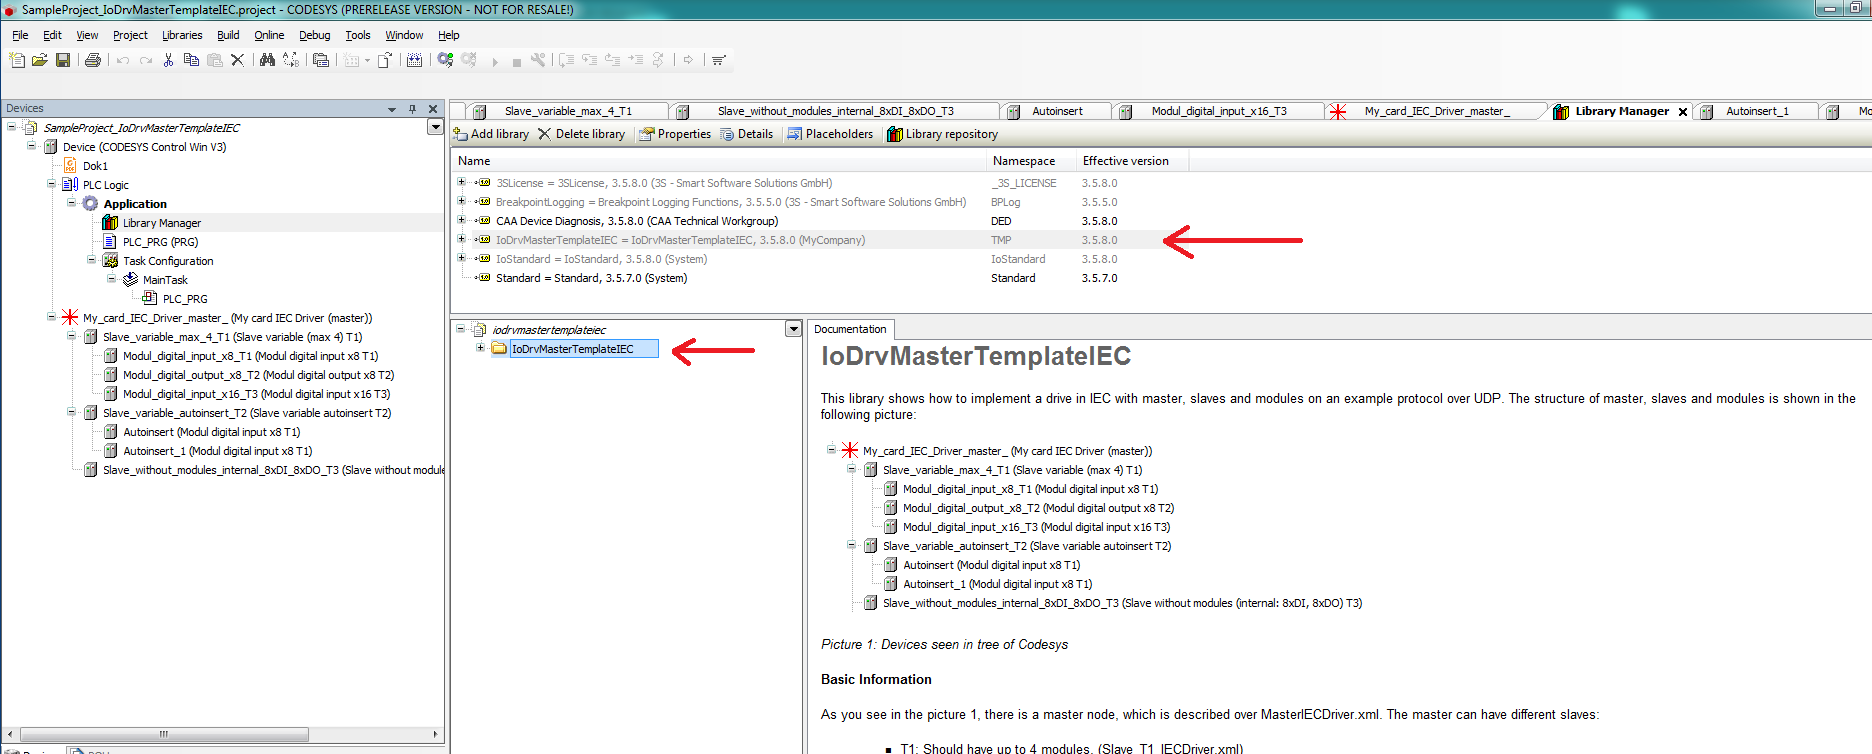 SampleProject_IoDrvMasterTemplateIEC.project - CODESYS (PRERELEASE VERSION - NOT FOR RESALE!)
File Edit View Project Libraries Build Online Debug Tools Window Help
Devices
SampleProject_IoDrvMasterTemplateIEC
Device (CODESYS Control Win V3)
Dok1
PLC Logic
Application
Library Manager
PLC_PRG (PRG)
Task Configuration
MainTask
PLC_PRG
My_card_IEC_Driver_master_ (My card IEC Driver (master))
Slave_variable_max_4_T1 (Slave variable (max 4) T1)
Modul_digital_input_x8_T1 (Modul digital input x8 T1)
Modul_digital_output_x8_T2 (Modul digital output x8 T2)
Modul_digital_input_x16_T3 (Modul digital input x16 T3)
Slave_variable_autoinsert_T2 (Slave variable autoinsert T2)
Autoinsert (Modul digital input x8 T1)
Autoinsert_1 (Modul digital input x8 T1)
Slave_without_modules_internal_8xDI_8xDO_T3 (Slave without module
Slave_variable_max_4_T1 Slave_without_modules_internal_8xDI_8xDO_T3 Autoinsert Modul_digital_input_x16_T3 My_card_IEC_Driver_master_ Library Manager Autoinsert_1 Mo
Add library Delete library Properties Details Placeholders Library repository
Name Namespace Effective version
3SLicense = 3SLicense, 3.5.8.0 (3S - Smart Software Solutions GmbH) _3S_LICENSE 3.5.8.0
BreakpointLogging = Breakpoint Logging Functions, 3.5.5.0 (3S - Smart Software Solutions GmbH) BPLog 3.5.5.0
CAA Device Diagnosis, 3.5.8.0 (CAA Technical Workgroup) DED 3.5.8.0
IoDrvMasterTemplateIEC = IoDrvMasterTemplateIEC, 3.5.8.0 (MyCompany) TMP 3.5.8.0
IoStandard = IoStandard, 3.5.8.0 (System) IoStandard 3.5.8.0
Standard = Standard, 3.5.7.0 (System) Standard 3.5.7.0
iodrvmastertemplateiec
IoDrvMasterTemplateIEC
Documentation
IoDrvMasterTemplateIEC
This library shows how to implement a drive in IEC with master, slaves and modules on an example protocol over UDP. The structure of master, slaves and modules is shown in the
following picture:
My_card_IEC_Driver_master_ (My card IEC Driver (master))
Slave_variable_max_4_T1 (Slave variable (max 4) T1)
Modul_digital_input_x8_T1 (Modul digital input x8 T1)
Modul_digital_output_x8_T2 (Modul digital output x8 T2)
Modul_digital_input_x16_T3 (Modul digital input x16 T3)
Slave_variable_autoinsert_T2 (Slave variable autoinsert T2)
Autoinsert (Modul digital input x8 T1)
Autoinsert_1 (Modul digital input x8 T1)
Slave_without_modules_internal_8xDI_8xDO_T3 (Slave without modules (internal: 8xDI, 8xDO) T3)
Picture 1: Devices seen in tree of Codesys
Basic Information
As you see in the picture 1, there is a master node, which is described over MasterIECDriver.xml. The master can have different slaves:
T1: Should have up to 4 modules. (Slave_T1_IECDriver.xml)